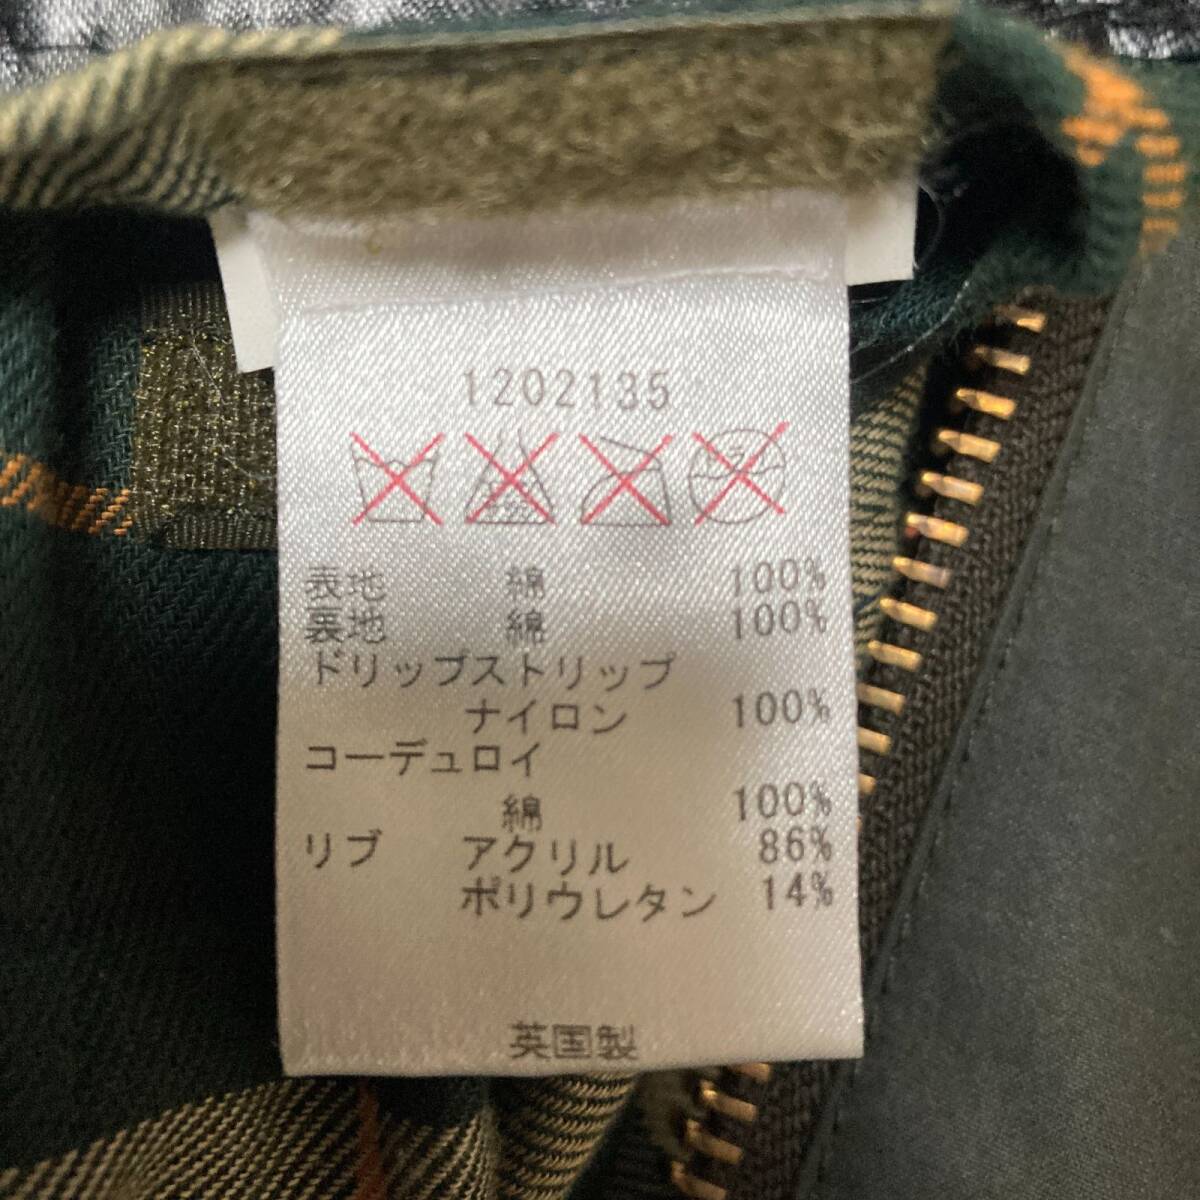 1202135
表地 綿 100%
裏地 綿 100%
ドリップストリップ
ナイロン 100%
コーデュロイ
綿 100%
リブ アクリル 86%
ポリウレタン 14%
英国製